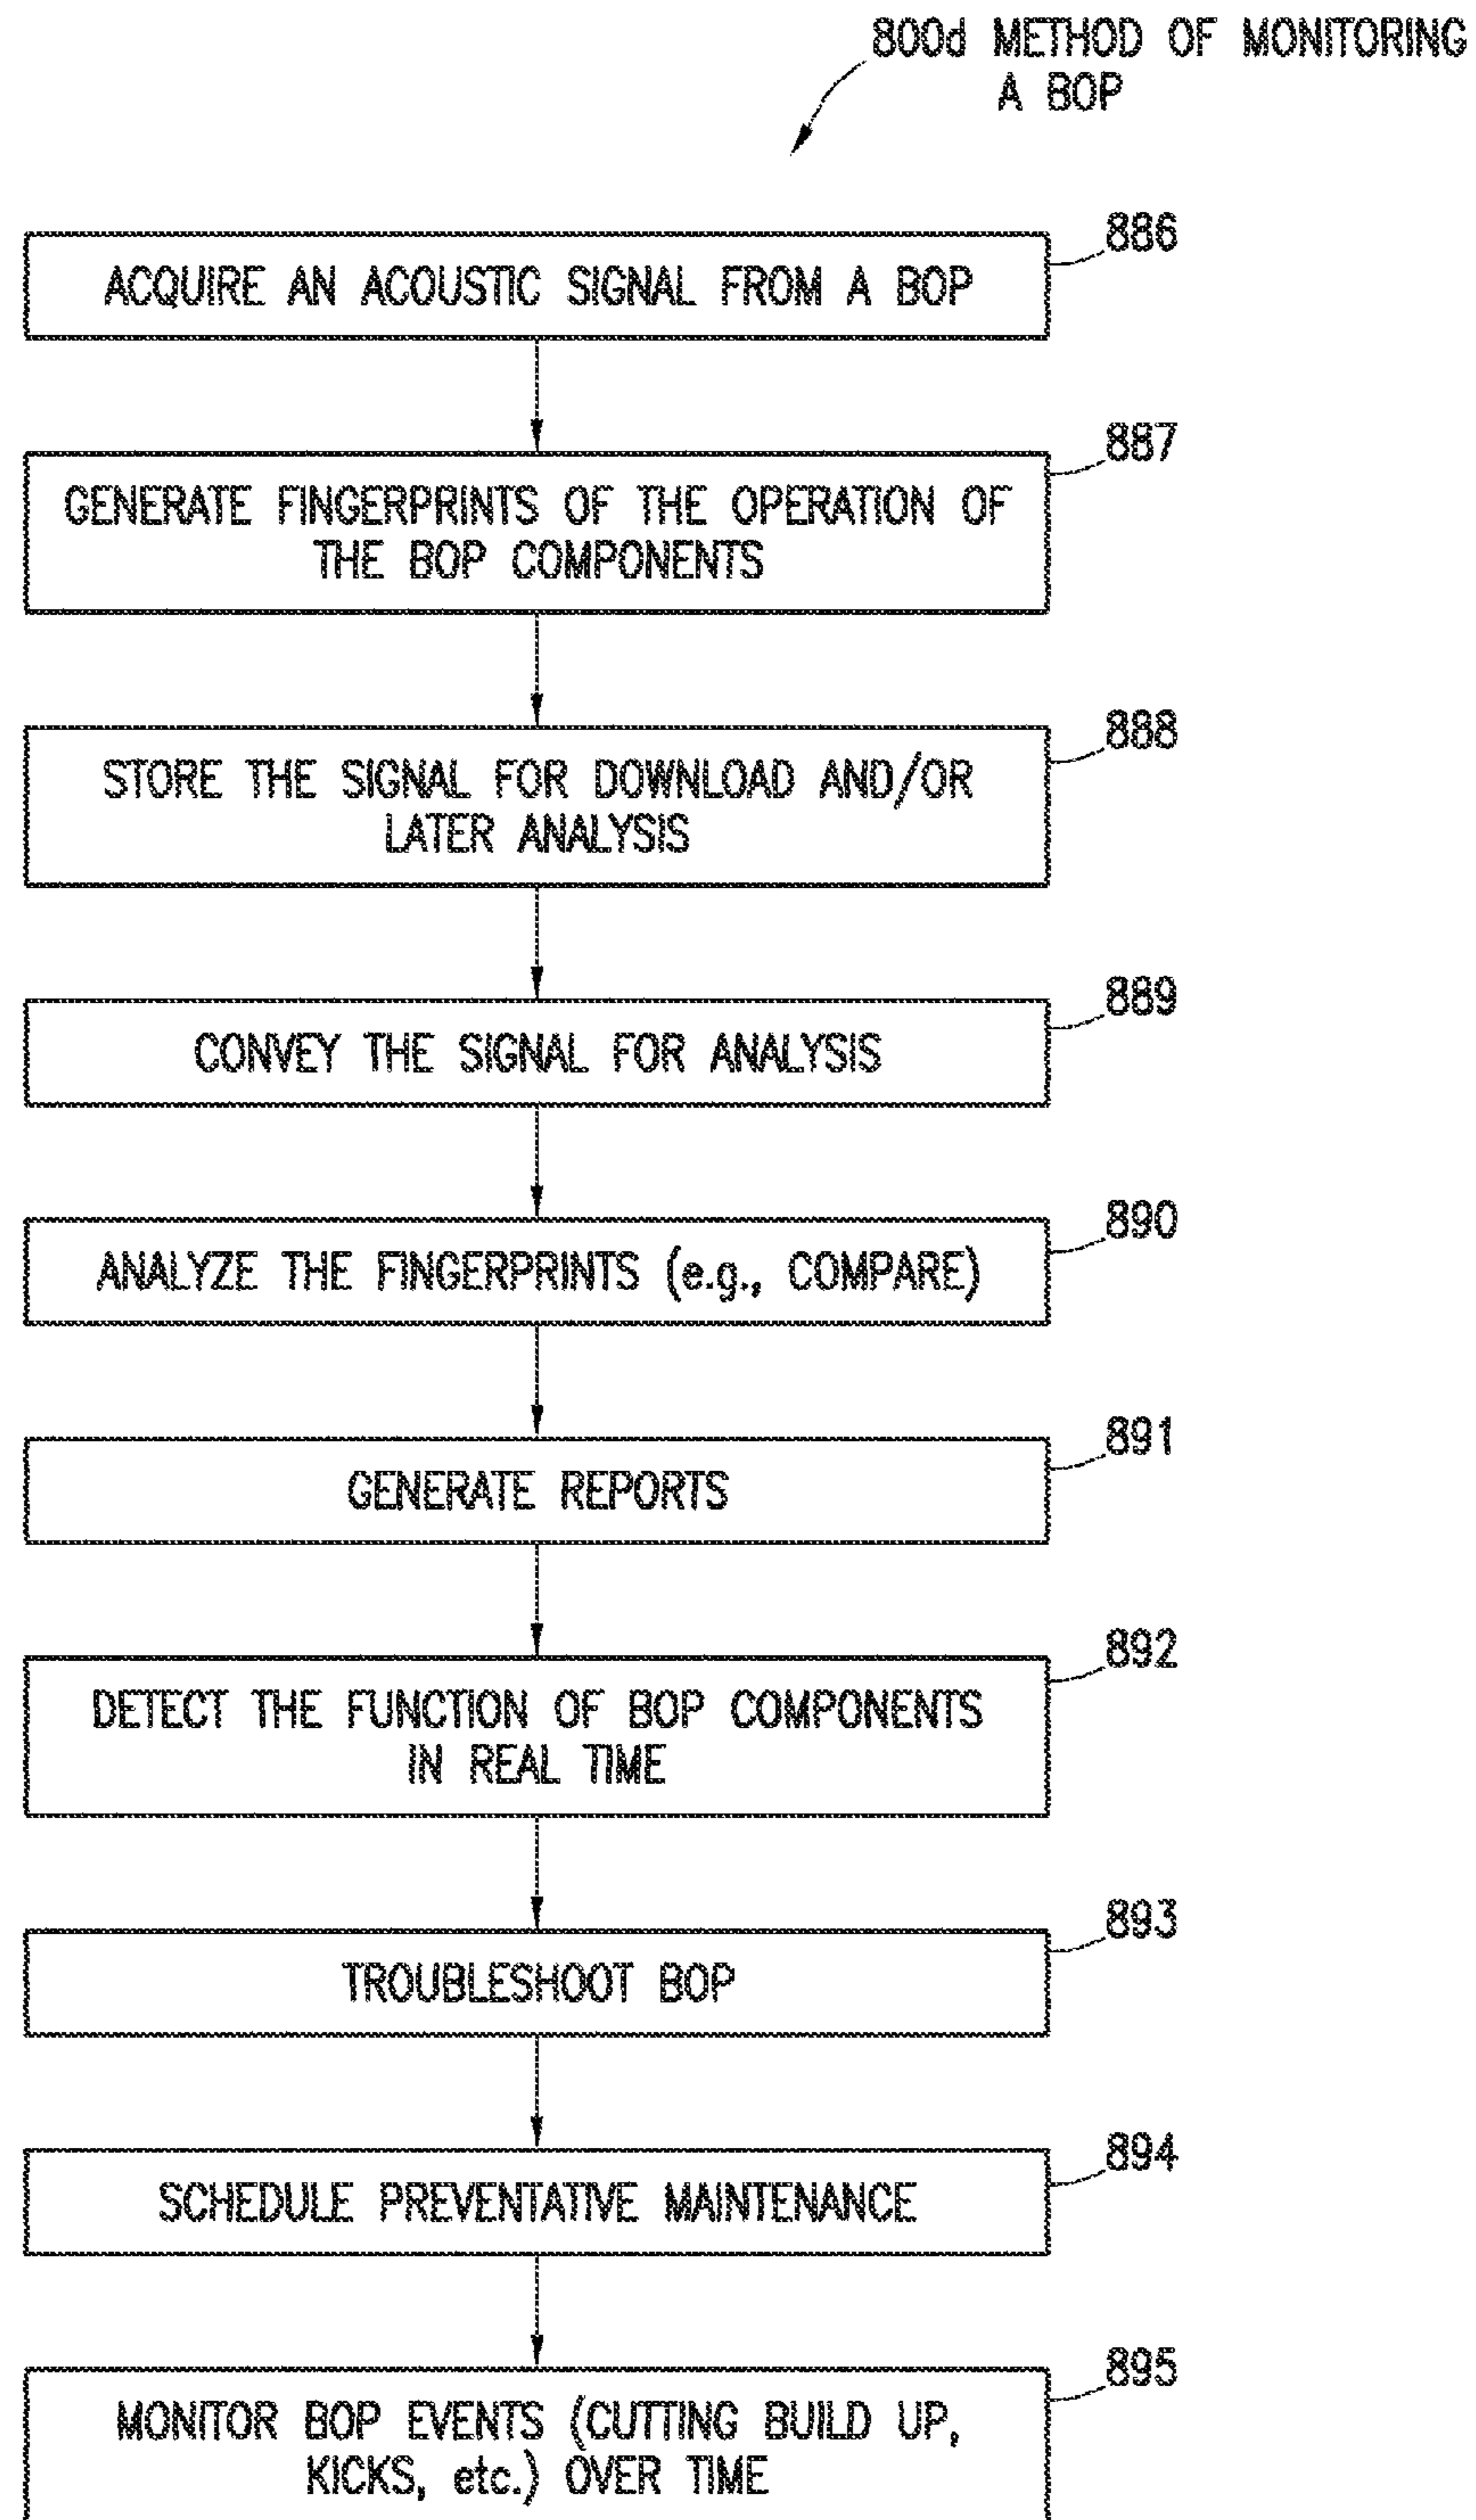 800d METHOD OF MONITORING
A BOP
886
ACQUIRE AN ACOUSTIC SIGNAL FROM A BOP
887
GENERATE FINGERPRINTS OF THE OPERATION OF
THE BOP COMPONENTS
888
STORE THE SIGNAL FOR DOWNLOAD AND/OR
LATER ANALYSIS
889
CONVEY THE SIGNAL FOR ANALYSIS
890
ANALYZE THE FINGERPRINTS (e.g., COMPARE)
891
GENERATE REPORTS
892
DETECT THE FUNCTION OF BOP COMPONENTS
IN REAL TIME
893
TROUBLESHOOT BOP
894
SCHEDULE PREVENTATIVE MAINTENANCE
895
MONITOR BOP EVENTS (CUTTING BUILD UP,
KICKS, etc.) OVER TIME